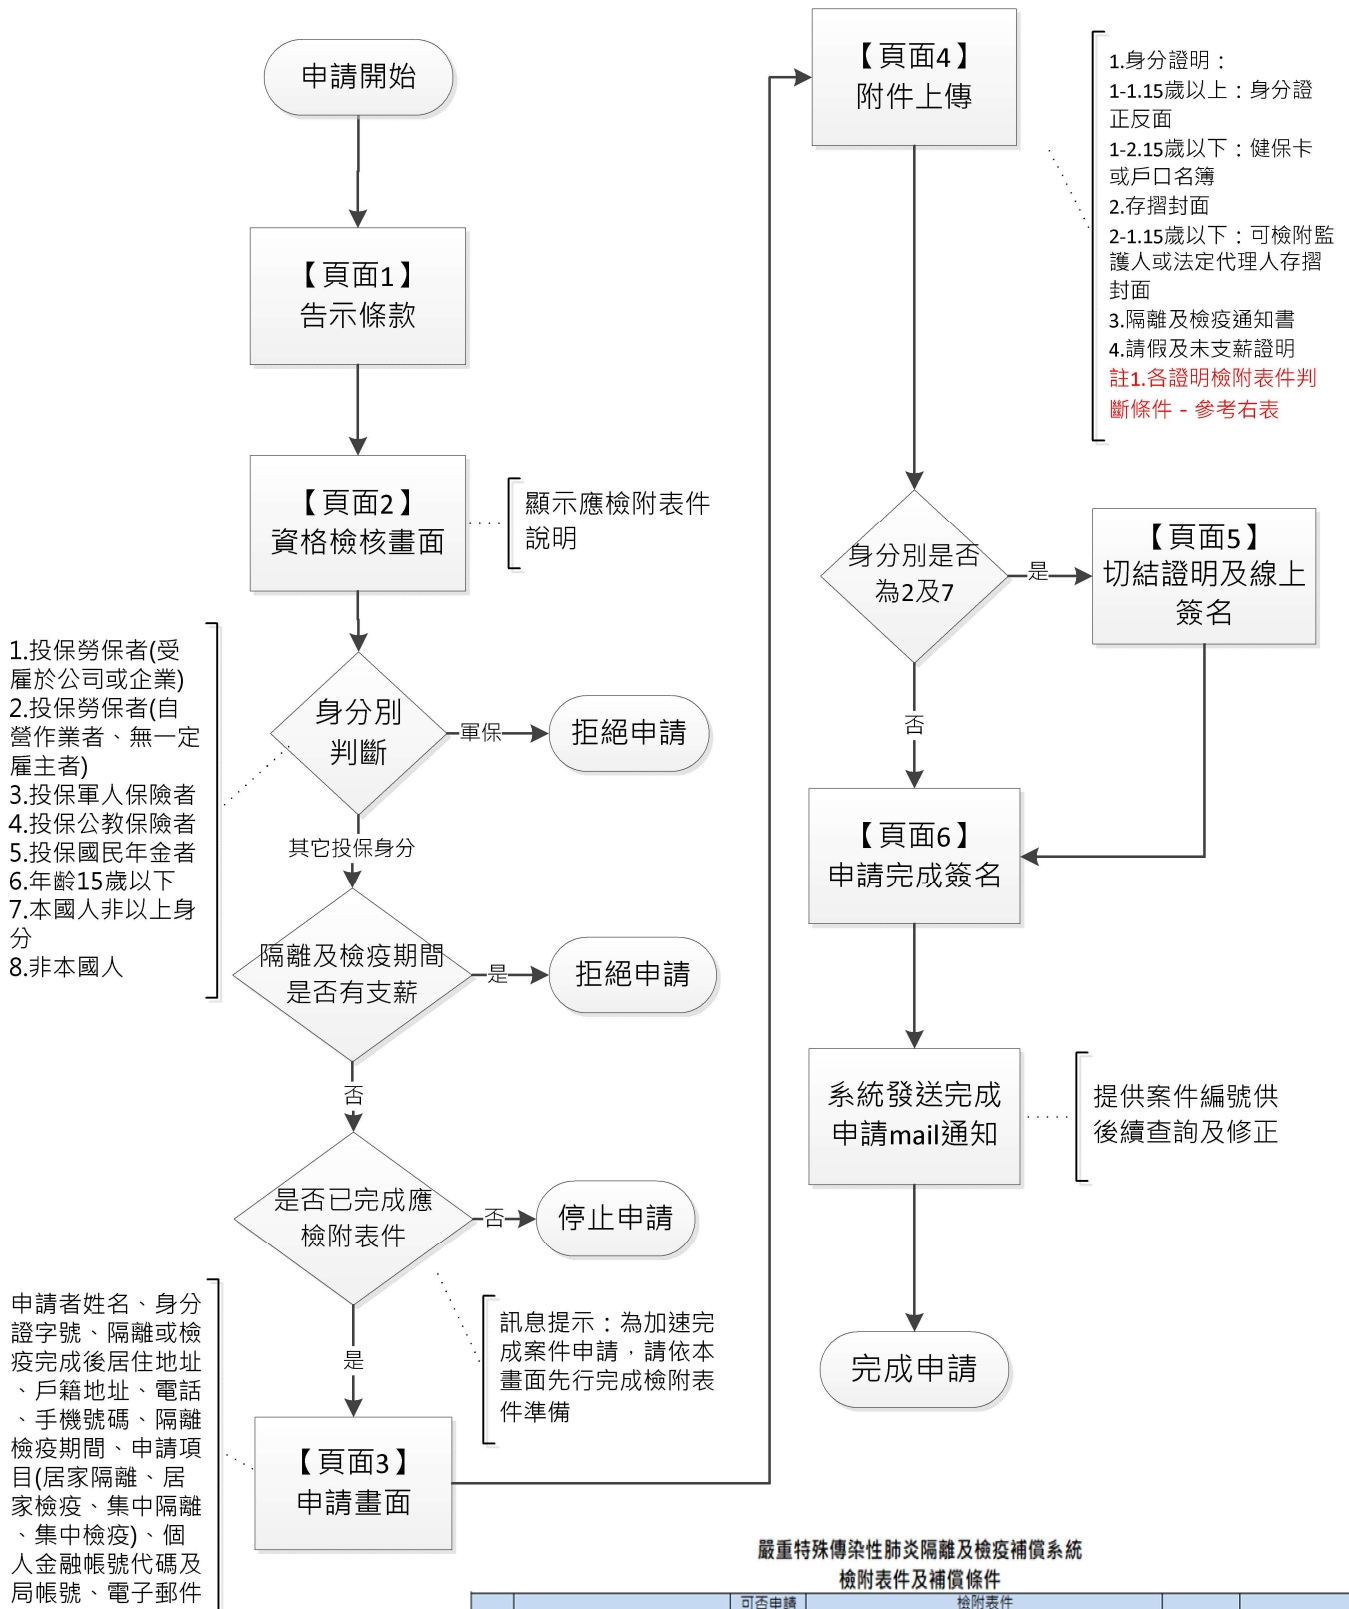 申請開始
【頁面1】
告示條款
【頁面2】
資格檢核畫面
顯示應檢附表件
說明
1.投保勞保者(受
雇於公司或企業)
2.投保勞保者(自
營作業者、無一定
雇主者)
3.投保軍人保險者
4.投保公教保險者
5.投保國民年金者
6.年齡15歲以下
7.本國人非以上身
分
8.非本國人
身分別
判斷
軍保
拒絕申請
其它投保身分
隔離及檢疫期間
是否有支薪
是
拒絕申請
否
是否已完成應
檢附表件
否
停止申請
訊息提示：為加速完
成案件申請，請依本
畫面先行完成檢附表
件準備
是
申請者姓名、身分
證字號、隔離或檢
疫完成後居住地址
、戶籍地址、電話
、手機號碼、隔離
檢疫期間、申請項
目(居家隔離、居
家檢疫、集中隔離
、集中檢疫)、個
人金融帳號代碼及
局帳號、電子郵件
【頁面3】
申請畫面
【頁面4】
附件上傳
1.身分證明：
1-1.15歲以上：身分證
正反面
1-2.15歲以下：健保卡
或戶口名簿
2.存摺封面
2-1.15歲以下：可檢附監
護人或法定代理人存摺
封面
3.隔離及檢疫通知書
4.請假及未支薪證明
註1.各證明檢附表件判
斷條件－參考右表
身分別是否
為2及7
是
【頁面5】
切結證明及線上
簽名
否
【頁面6】
申請完成簽名
系統發送完成
申請mail通知
提供案件編號供
後續查詢及修正
完成申請
嚴重特殊傳染性肺炎隔離及檢疫補償系統
檢附表件及補償條件
可否申請
檢附表件